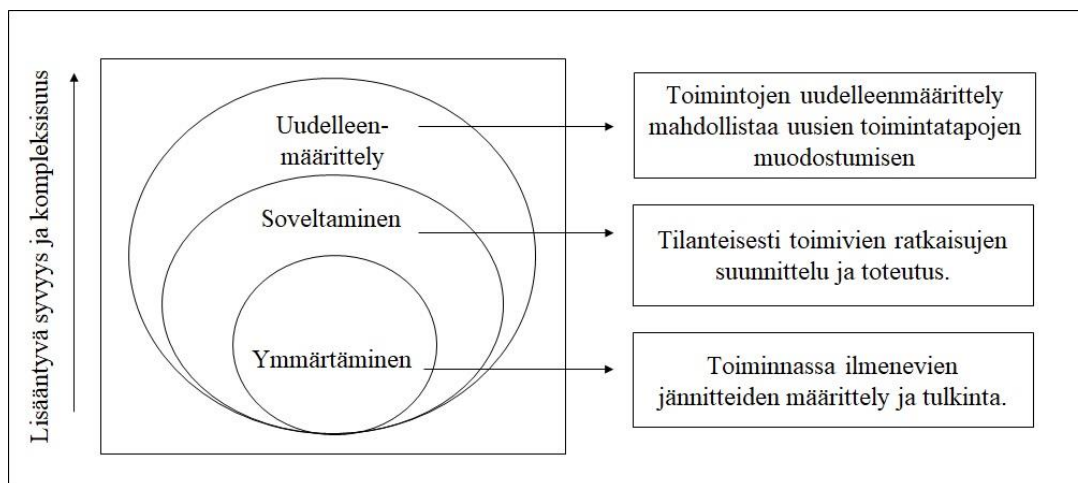 Lisääntyvä syvyys ja kompleksisuus
Uudelleen-
määrittely
Soveltaminen
Ymmärtäminen
Toimintojen uudelleenmäärittely
mahdollistaa uusien toimintatapojen
muodostumisen
Tilanteisesti toimivien ratkaisujen
suunnittelu ja toteutus.
Toiminnassa ilmenevien
jännitteiden määrittely ja tulkinta.